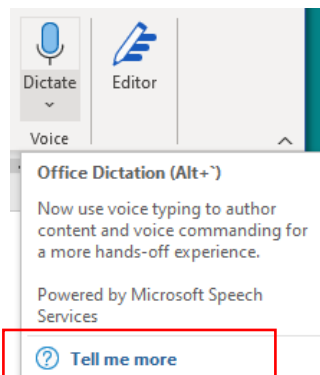 Dictate
Editor
Voice
Office Dictation (Alt+`)
Now use voice typing to author
content and voice commanding for
a more hands-off experience.
Powered by Microsoft Speech
Services
? Tell me more